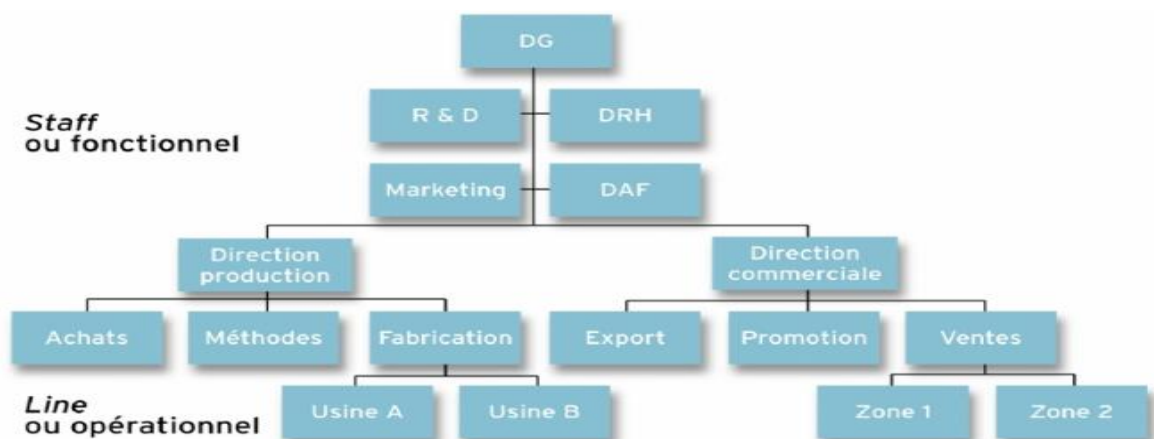 DG
R & D
DRH
Staff
ou fonctionnel
Marketing
DAF
Direction
production
Direction
commerciale
Achats
Méthodes
Fabrication
Export
Promotion
Ventes
Line
ou opérationnel
Usine A
Usine B
Zone 1
Zone 2